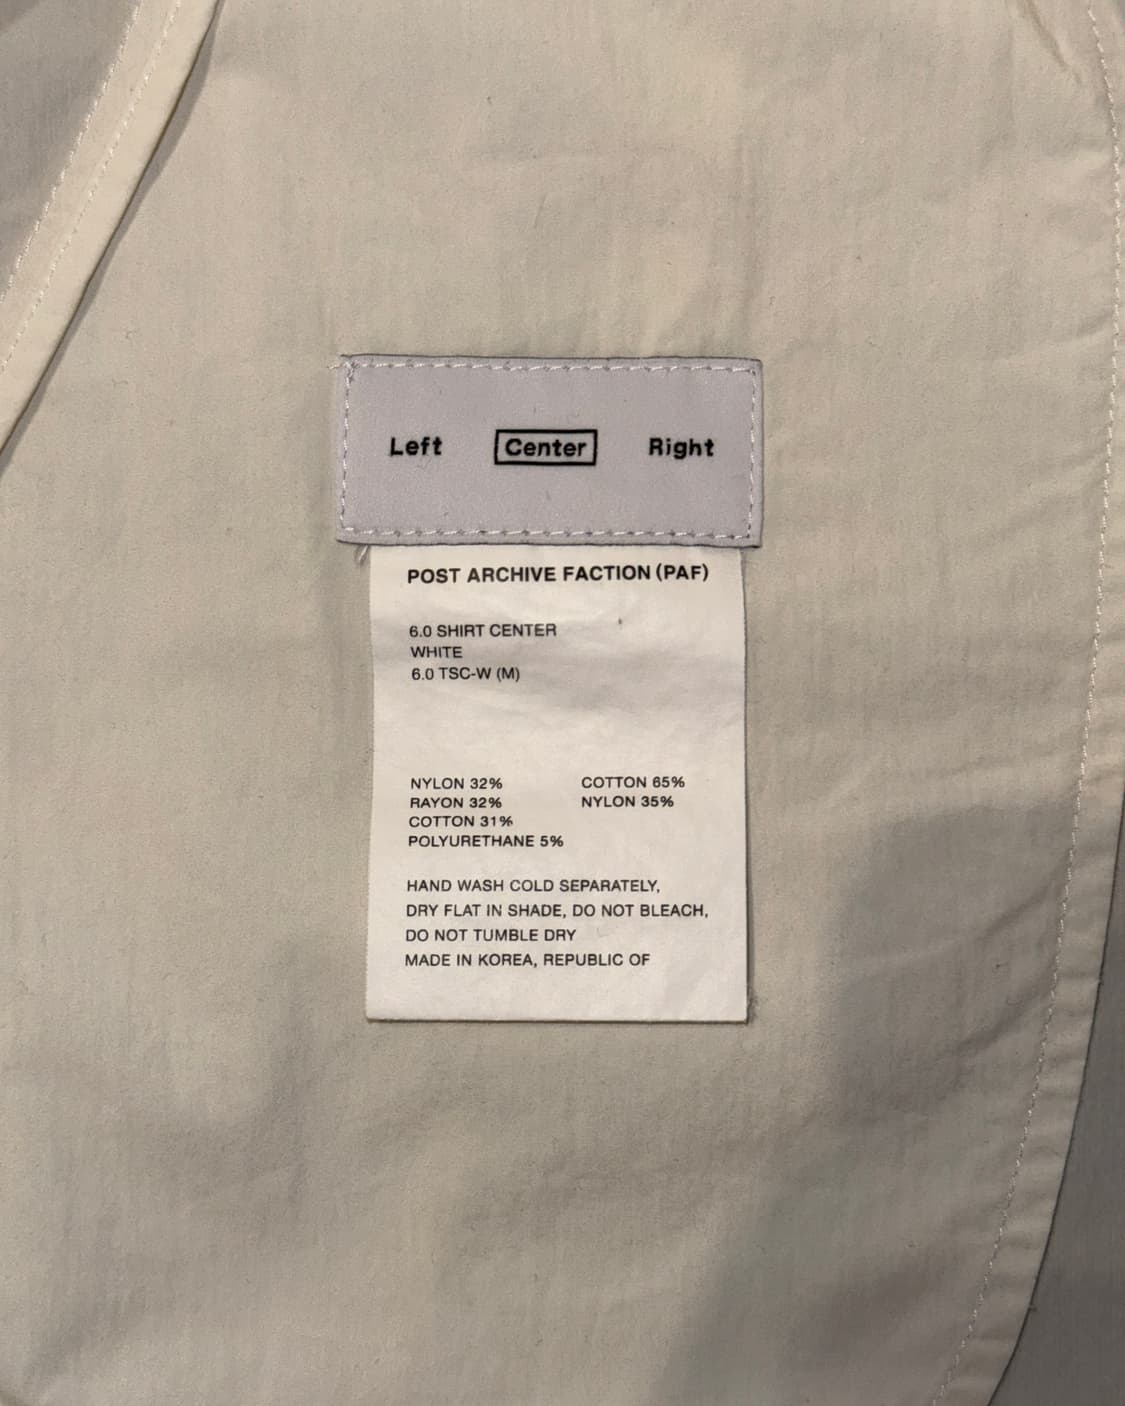 Left Center Right
POST ARCHIVE FACTION (PAF)
6.0 SHIRT CENTER
WHITE
6.0 TSC-W (M)
NYLON 32% COTTON 65%
RAYON 32% NYLON 35%
COTTON 31%
POLYURETHANE 5%
HAND WASH COLD SEPARATELY,
DRY FLAT IN SHADE, DO NOT BLEACH,
DO NOT TUMBLE DRY
MADE IN KOREA, REPUBLIC OF